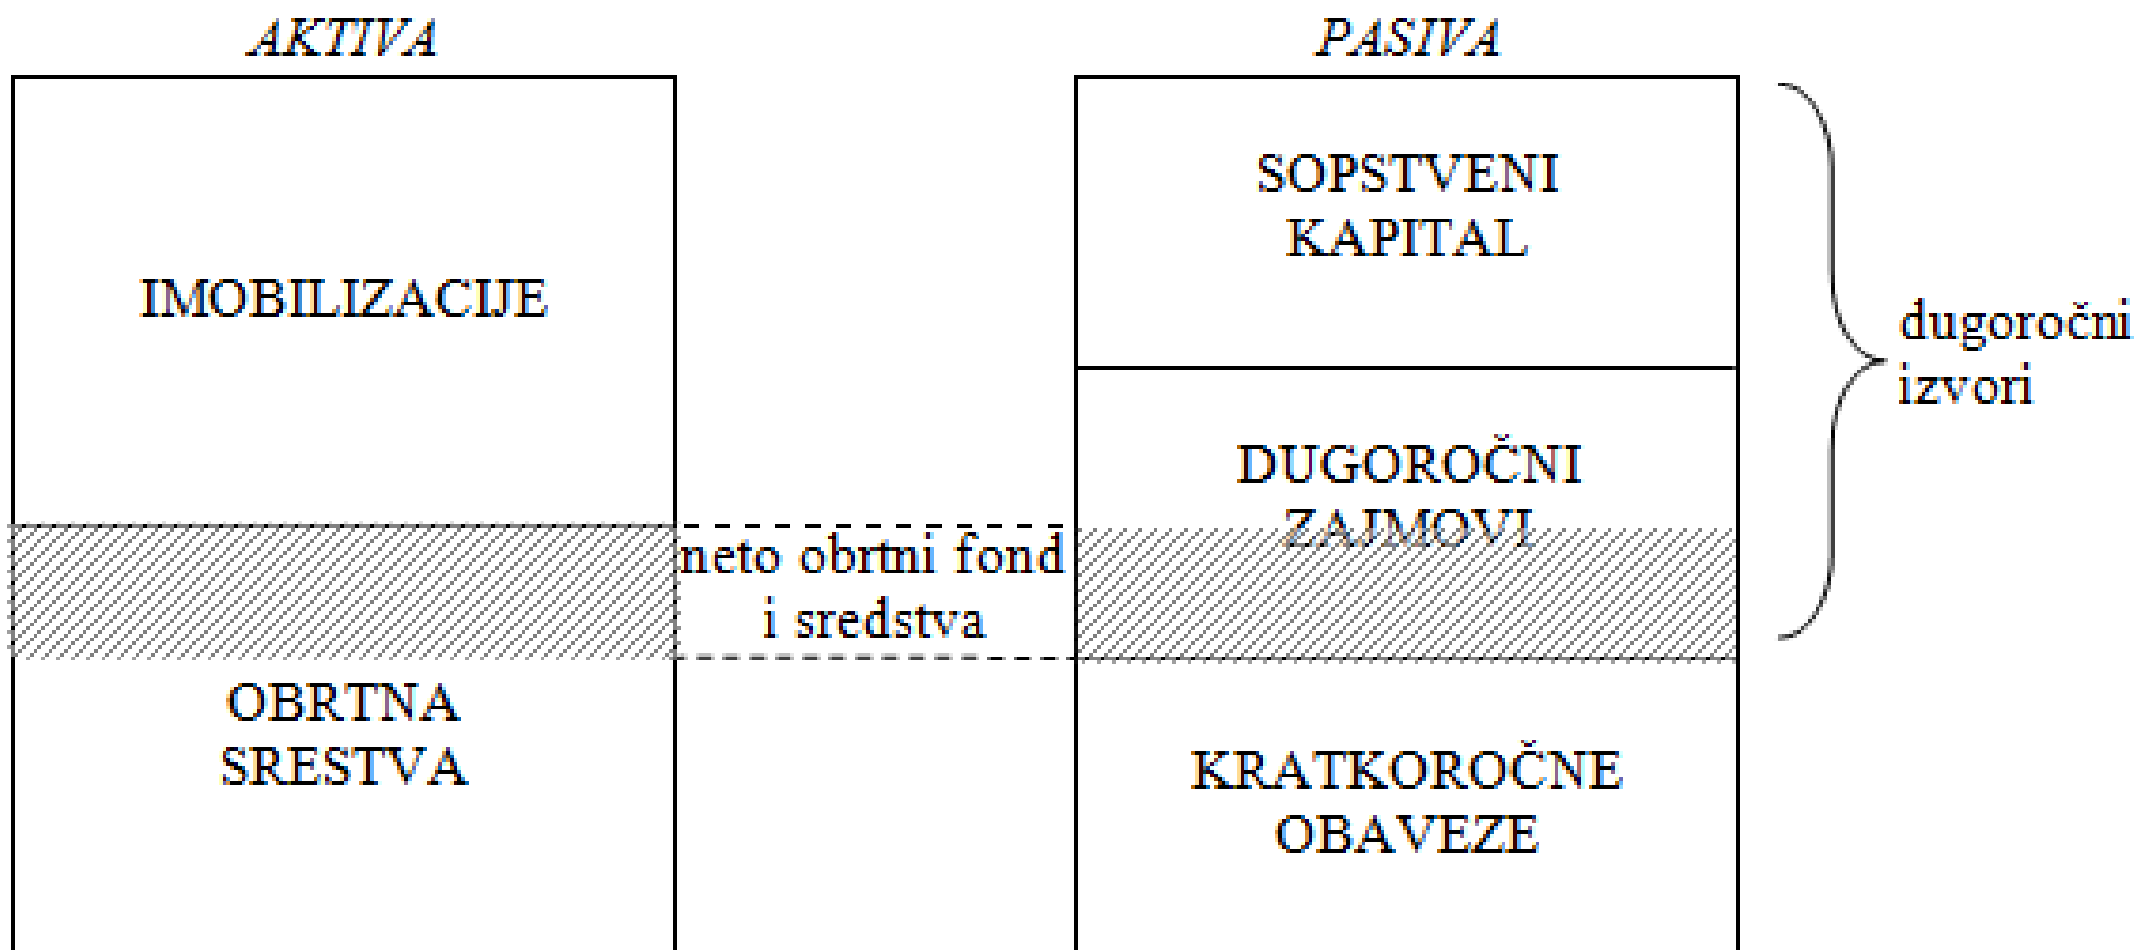 AKTIVA
IMOBILIZACIJE
OBRTNA
SRESTVA
neto obrtni fond
i sredstva
PASIVA
SOPSTVENI
KAPITAL
DUGOROČNI
ZAJMOVI
KRATKOROČNE
OBAVEZE
dugoročni
izvori